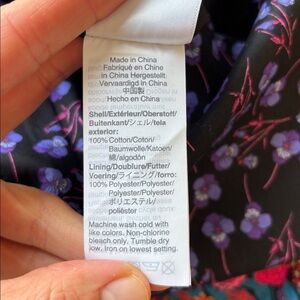 Made in China
Fabriqué en Chine
In China Hergestellt
Vervaardigd in China
中国製
Hecho en China
Shell/Extérieur/Oberstoff/
Buitenkant/シェル/tela
exterior:
100% Cotton/Coton/
Baumwolle/Katoen/
綿/algodón
Lining/Doublure/Futter/
Voering/ライニング/forro:
100% Polyester/Polyester/
Polyester/Polyester/
ポリエステル/
poliéster
Machine wash cold with
like colors. Non-chlorine
bleach only. Tumble dry
low. Iron on lowest setting.